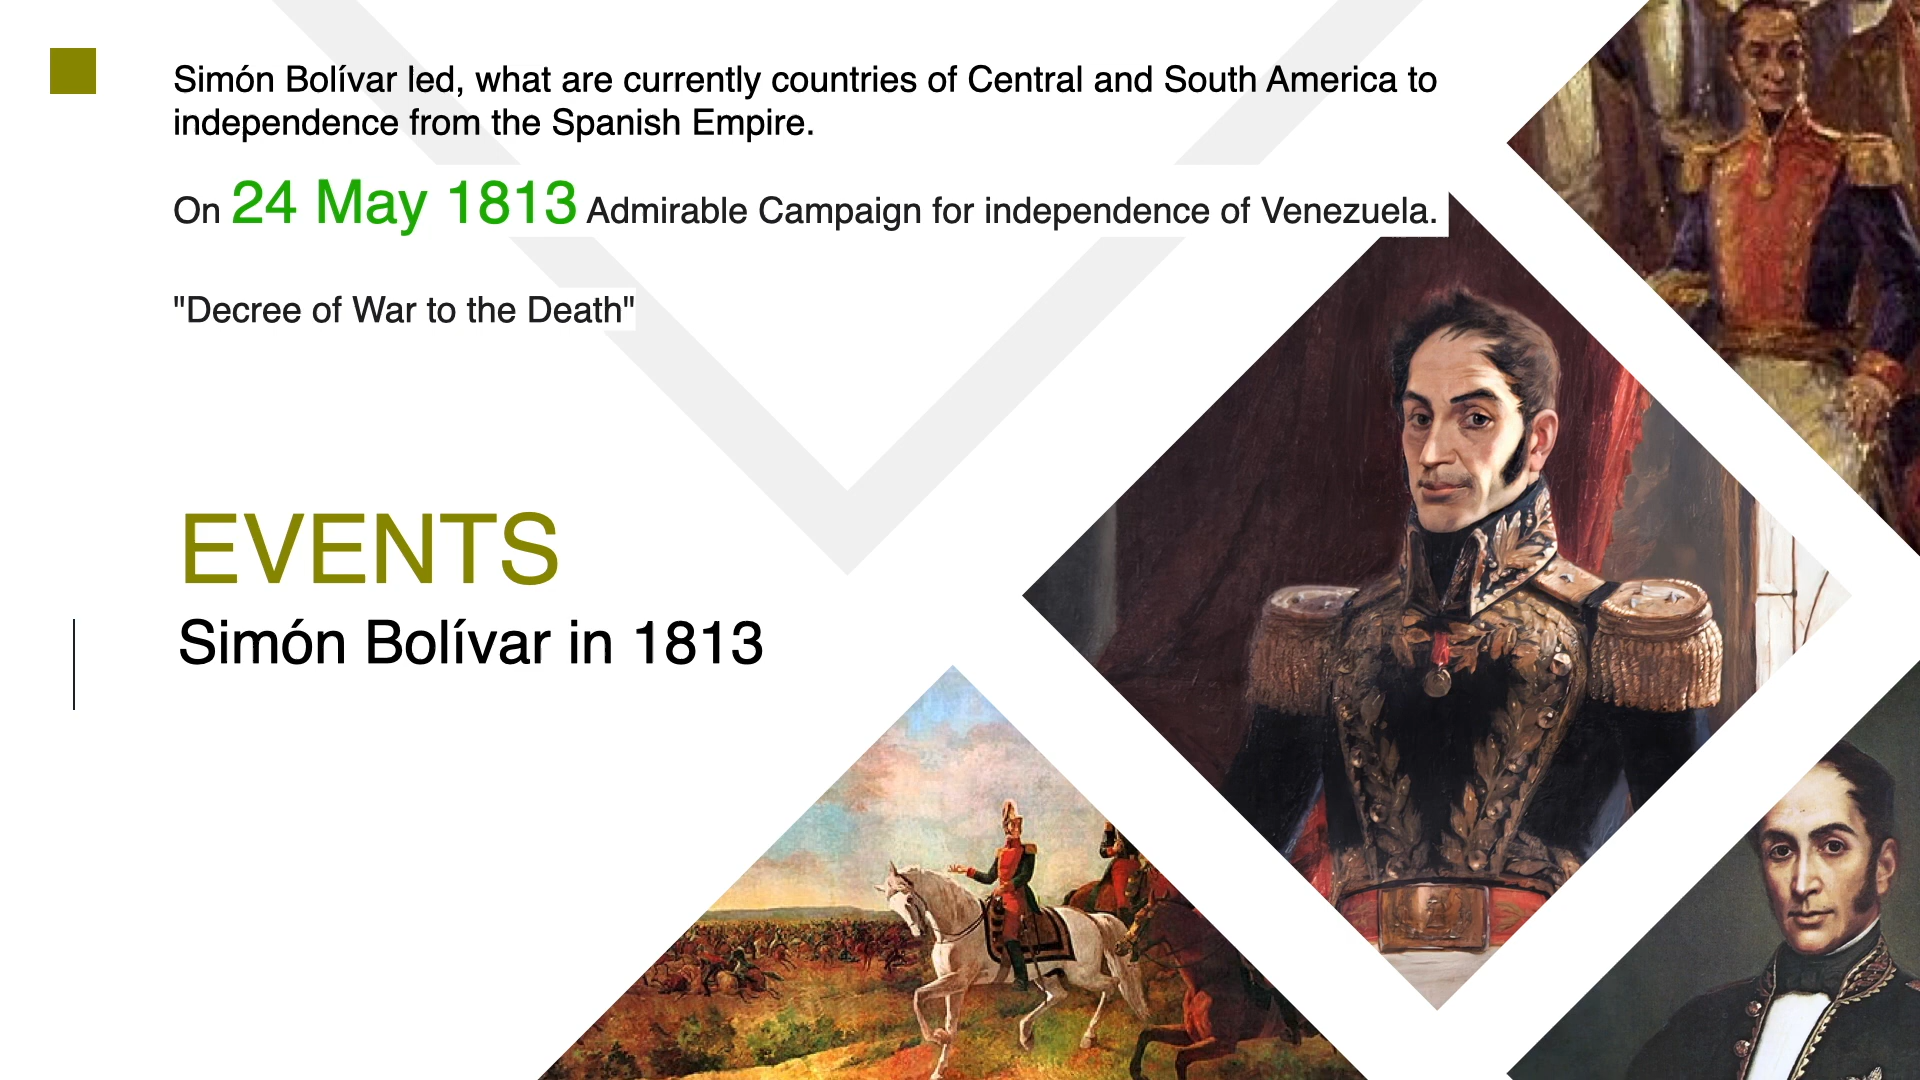 Simón Bolívar led, what are currently countries of Central and South America to
independence from the Spanish Empire.
On 24 May 1813 Admirable Campaign for independence of Venezuela.
"Decree of War to the Death"
EVENTS
Simón Bolívar in 1813